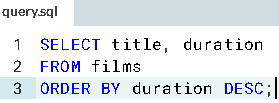 query.sql
1 SELECT title, duration
2 FROM films
3 ORDER BY duration DESC;